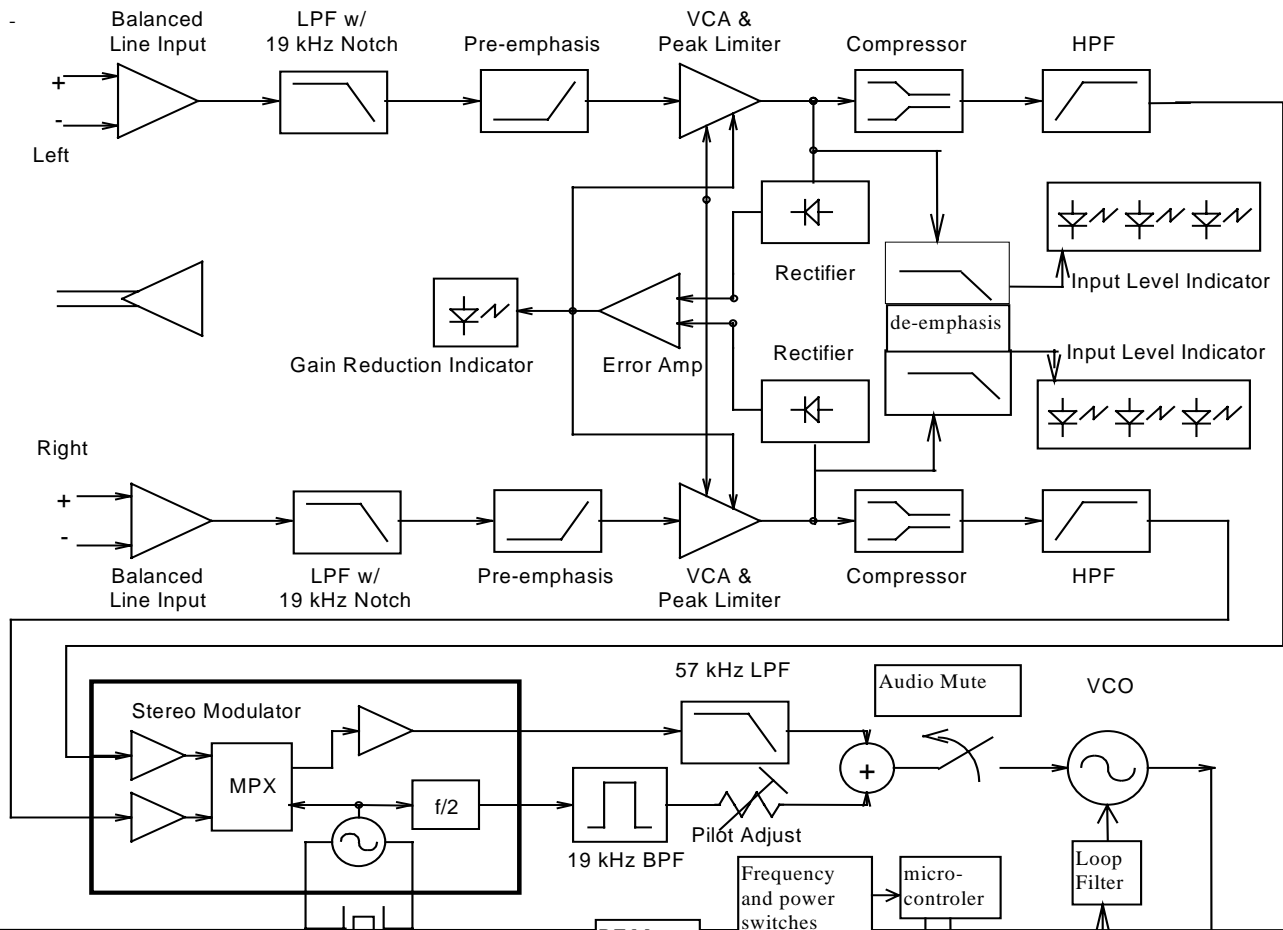 -
Balanced
Line Input
LPF w/
19 kHz Notch
Pre-emphasis
VCA &
Peak Limiter
Compressor
HPF
+
-
Left
Rectifier
Input Level Indicator
de-emphasis
Gain Reduction Indicator
Error Amp
Rectifier
Input Level Indicator
Right
+
-
Balanced
Line Input
LPF w/
19 kHz Notch
Pre-emphasis
VCA &
Peak Limiter
Compressor
HPF
57 kHz LPF
Audio Mute
VCO
Stereo Modulator
MPX
f/2
+
Pilot Adjust
19 kHz BPF
Frequency
and power
switches
micro-
controler
Loop
Filter